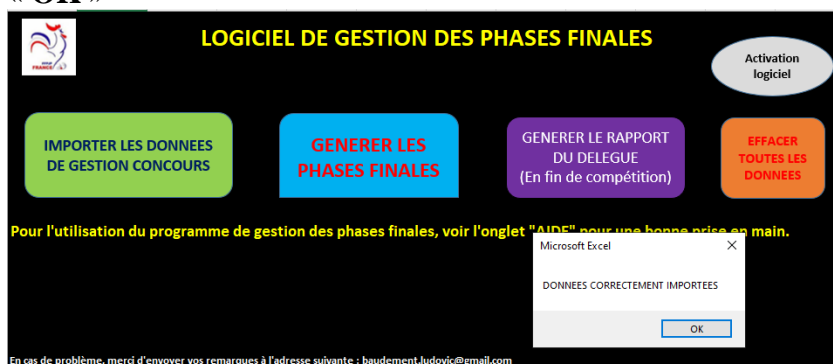 « OK »
LOGICIEL DE GESTION DES PHASES FINALES
FRANCE
Activation
logiciel
IMPORTER LES DONNEES
DE GESTION CONCOURS
GENERER LES
PHASES FINALES
GENERER LE RAPPORT
DU DELEGUE
(En fin de compétition)
EFFACER
TOUTES LES
DONNEES
Pour l'utilisation du programme de gestion des phases finales, voir l'onglet "AIDE" pour une bonne prise en main.
Microsoft Excel
DONNEES CORRECTEMENT IMPORTEES
OK
En cas de problème, merci d'envoyer vos remarques à l'adresse suivante : baudement.ludovic@gmail.com